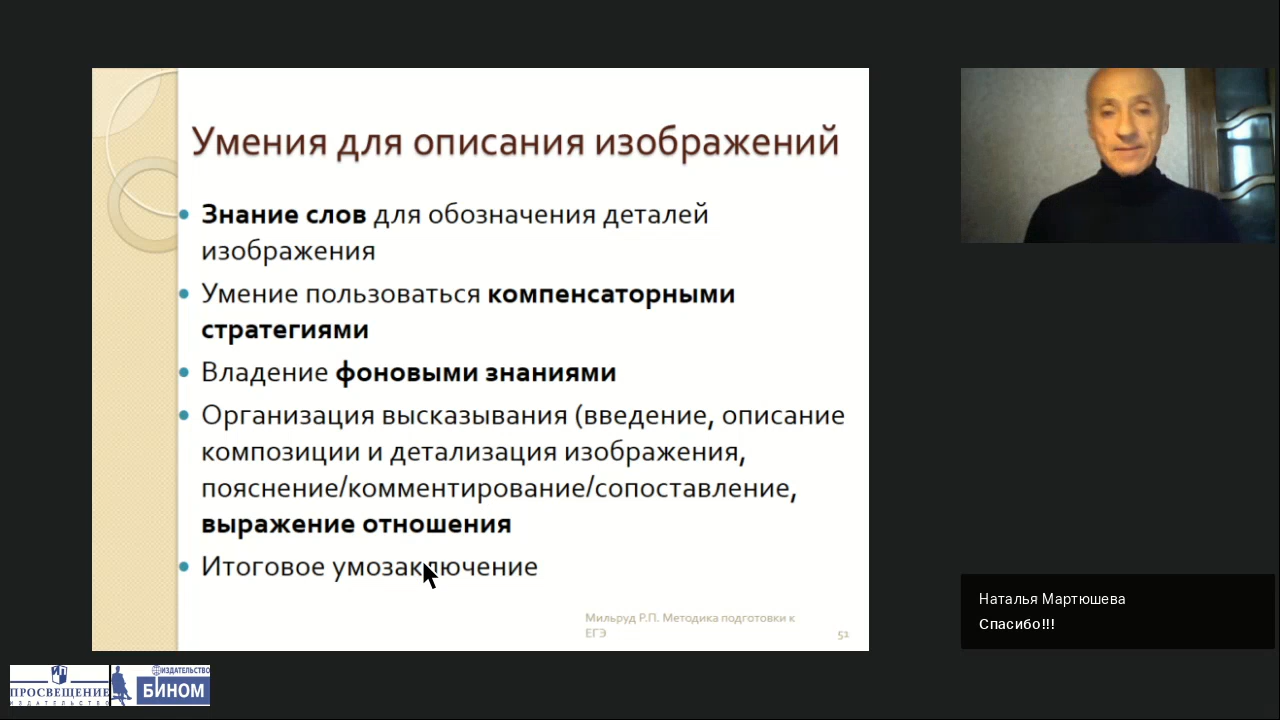 Умения для описания изображений
Знание слов для обозначения деталей
изображения
Умение пользоваться компенсаторными
стратегиями
Владение фоновыми знаниями
Организация высказывания (введение, описание
композиции и детализация изображения,
пояснение/комментирование/сопоставление,
выражение отношения
Итоговое умозаключение
Мильруд Р.П. Методика подготовки к
ЕГЭ
51
Наталья Мартюшева
Спасибо!!!
ПРОСВЕЩЕНИЕ
ИЗДАТЕЛЬСТВО
ИЗДАТЕЛЬСТВО
БИНОМ